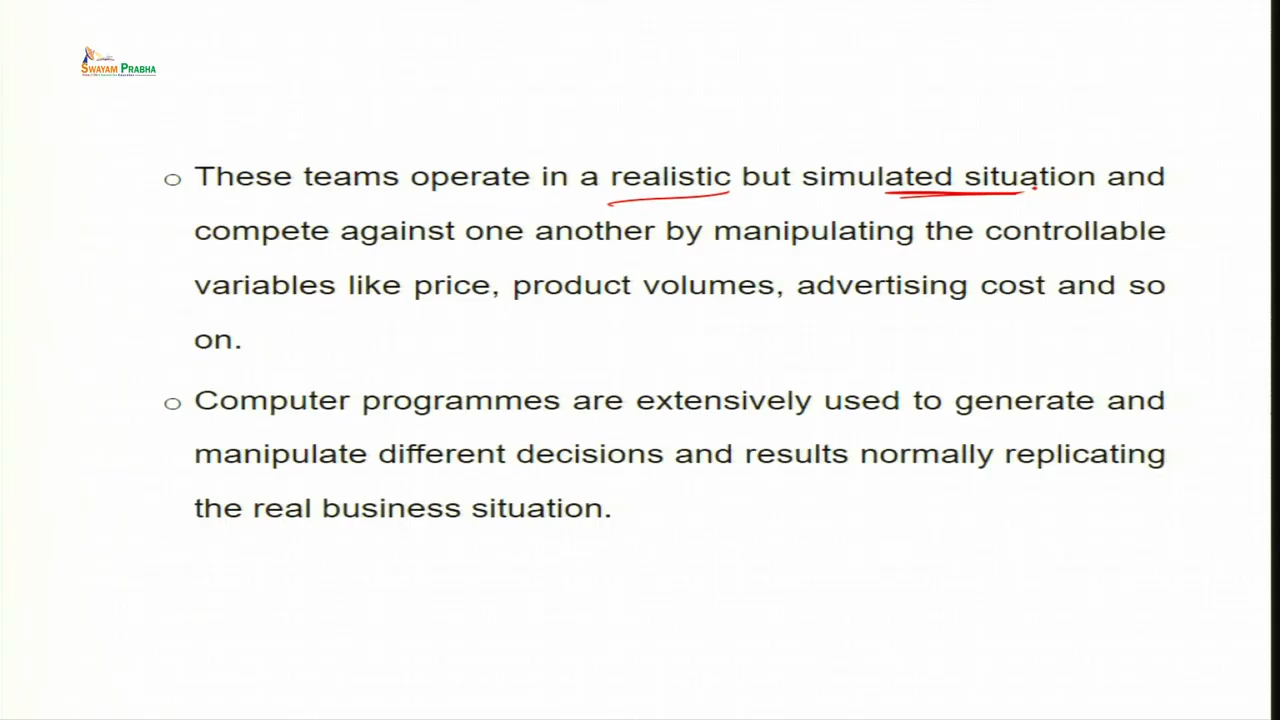 SWAYAM PRABHA
These teams operate in a realistic but simulated situation and
compete against one another by manipulating the controllable
variables like price, product volumes, advertising cost and so
on.
Computer programmes are extensively used to generate and
manipulate different decisions and results normally replicating
the real business situation.